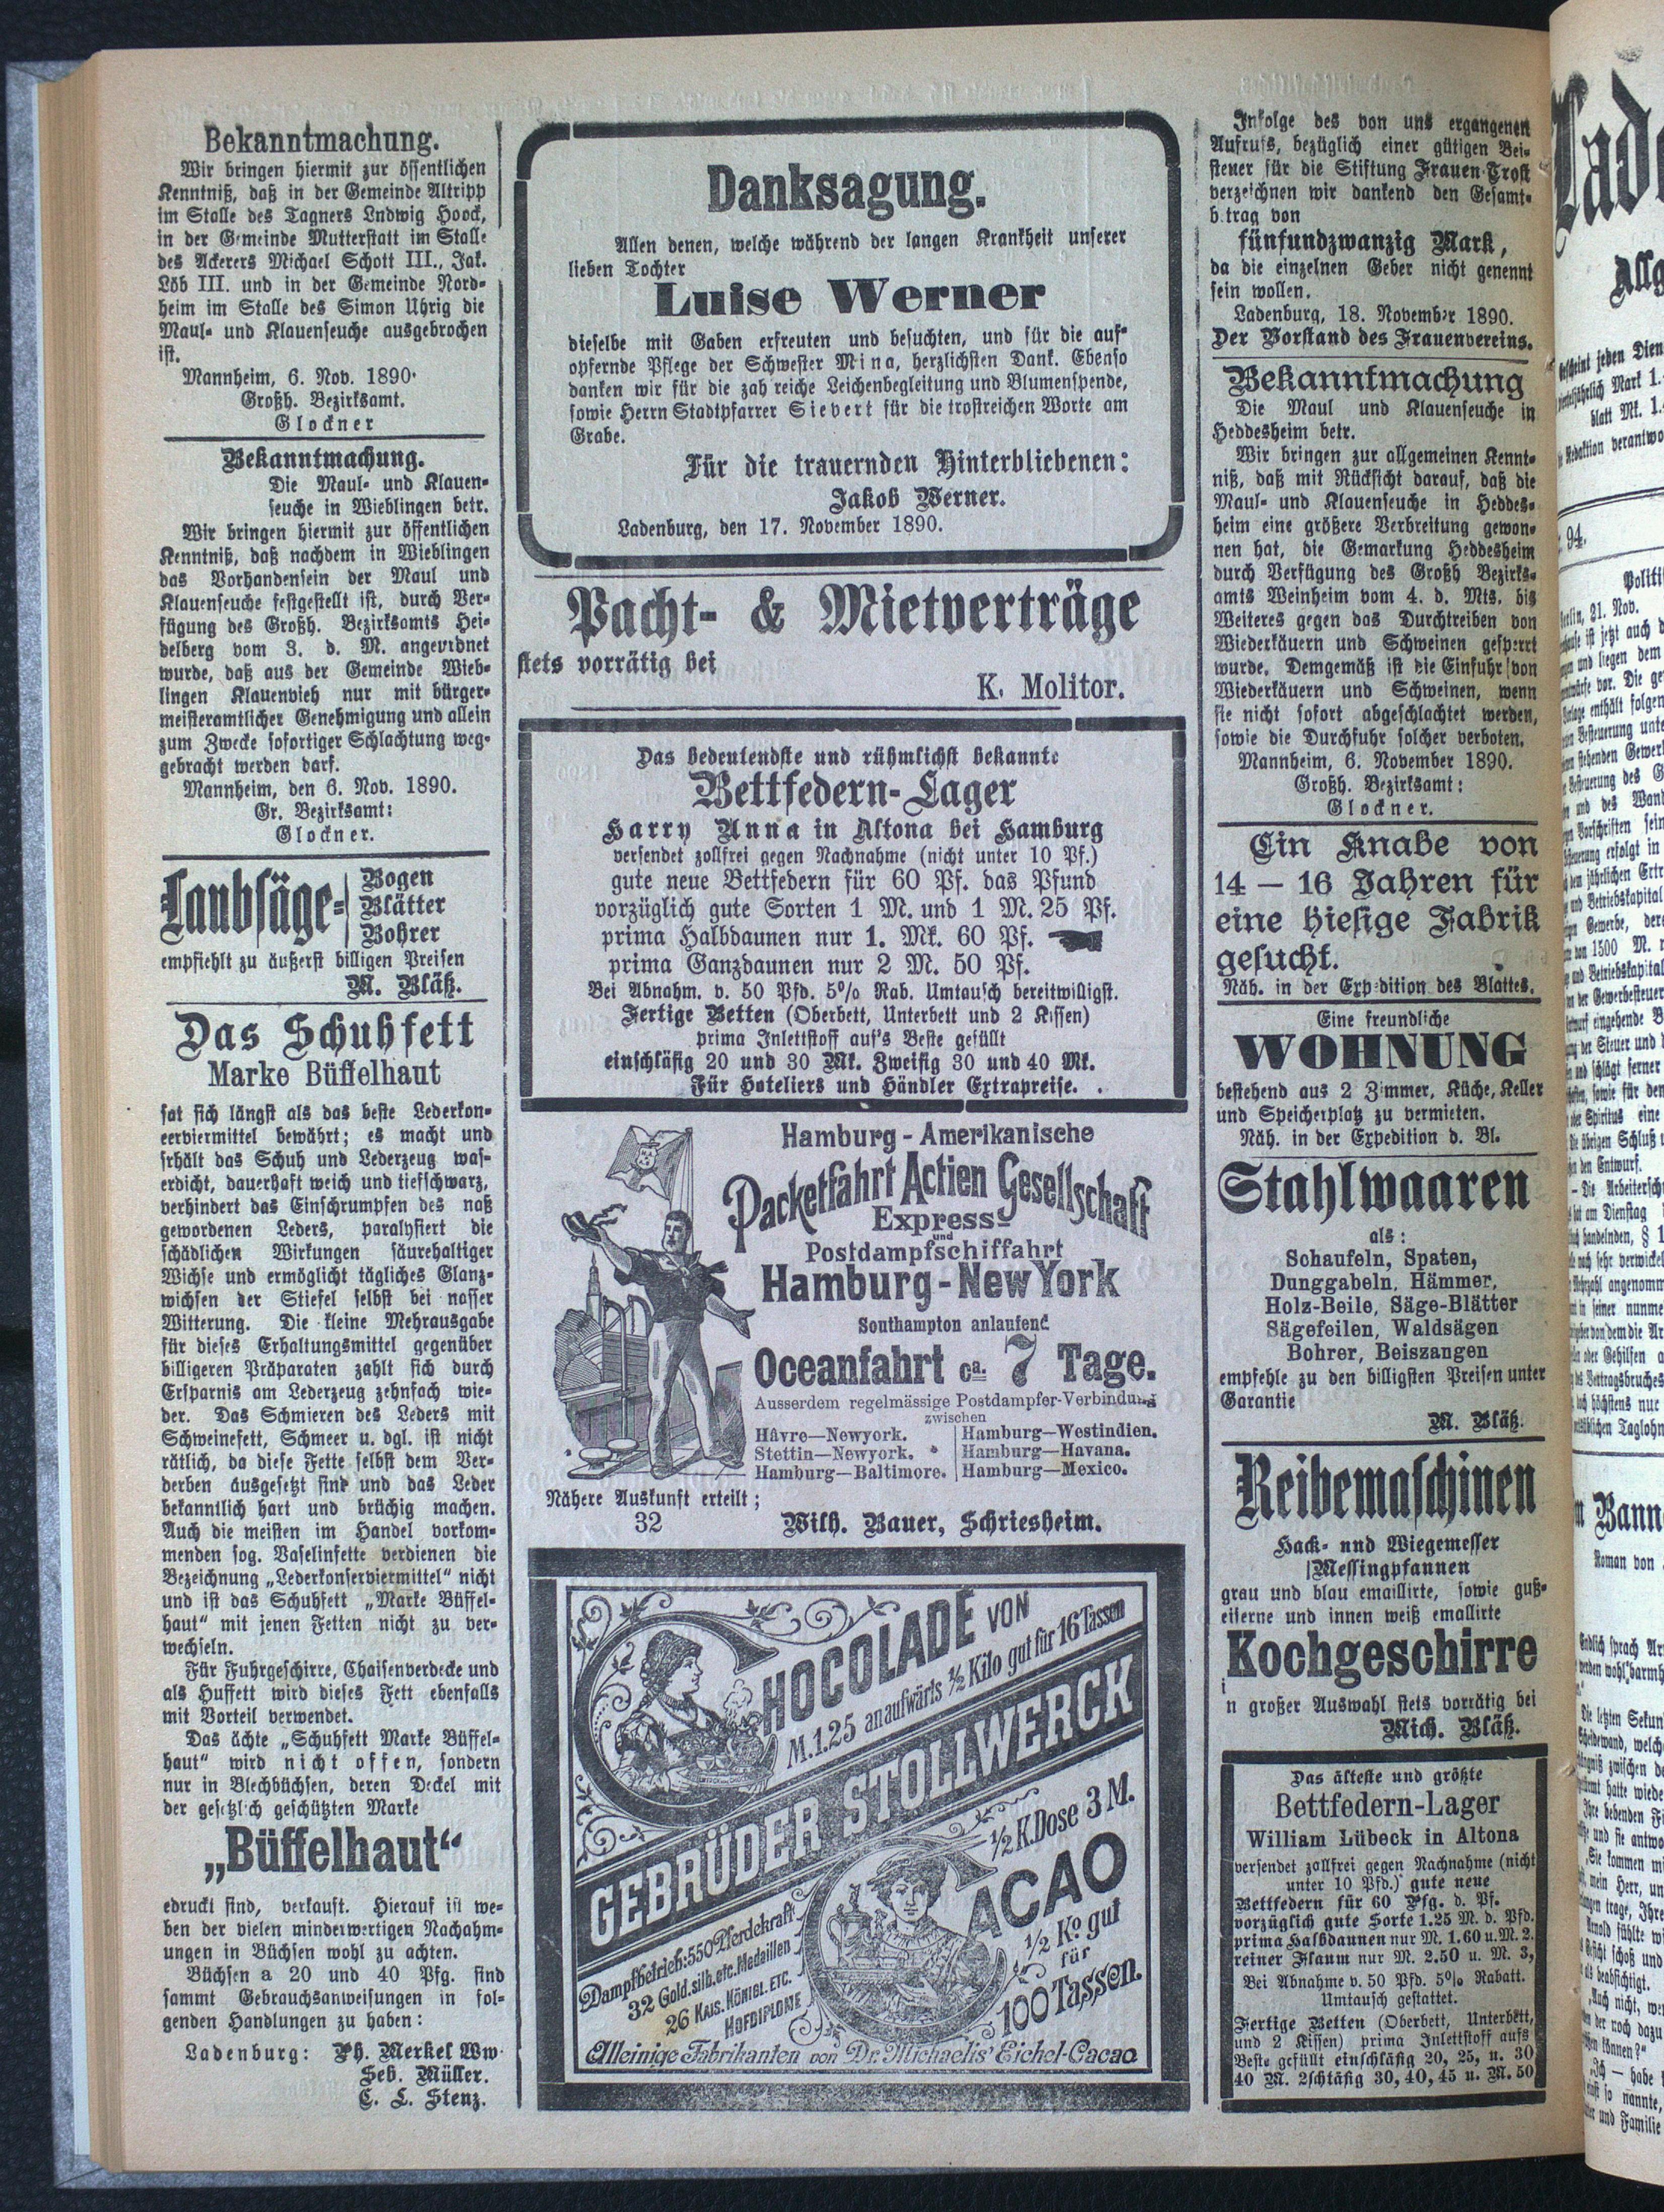 Bekanntmachung.
Wir bringen hiermit zur öffentlichen
Kenntniß, daß in der Gemeinde Altripp
im Stalle des Tagners Ludwig Hoock,
in der Gemeinde Mutterstatt im Stalle
des Ackerers Michael Schott III., Jak.
Löb III. und in der Gemeinde Nord-
heim im Stalle des Simon Uhrig die
Maul- und Klauenseuche ausgebrochen
ist.
Mannheim, 6. Nov. 1890.
Großh. Bezirksamt.
Glockner
Bekanntmachung.
Die Maul- und Klauen-
seuche in Wieblingen betr.
Wir bringen hiermit zur öffentlichen
Kenntniß, daß nachdem in Wieblingen
das Vorhandensein der Maul und
Klauenseuche festgestellt ist, durch Ver-
fügung des Großh. Bezirksamts Hei-
delberg vom 3. d. M. angeordnet
wurde, daß aus der Gemeinde Wieb-
lingen Klauenvieh nur mit bürger-
meisteramtlicher Genehmigung und allein
zum Zwecke sofortiger Schlachtung weg-
gebracht werden darf.
Mannheim, den 6. Nov. 1890.
Gr. Bezirksamt:
Glockner.
Laubsäge-
Bogen
Blätter
Bohrer
empfiehlt zu äußerst billigen Preisen
M. Bläß.
Das Schuhfett
Marke Büffelhaut
hat sich längst als das beste Lederkon-
eerviermittel bewährt; es macht und
srhält das Schuh und Lederzeug was-
erdicht, dauerhaft weich und tiefschwarz,
verhindert das Einschrumpfen des naß
gewordenen Leders, paralysiert die
schädlichen Wirkungen säurehaltiger
Wichse und ermöglicht tägliches Glanz-
wichsen der Stiefel selbst bei nasser
Witterung. Die kleine Mehrausgabe
für dieses Erhaltungsmittel gegenüber
billigeren Präparaten zahlt sich durch
Ersparnis am Lederzeug zehnfach wie-
der. Das Schmieren des Leders mit
Schweinefett, Schmeer u. dgl. ist nicht
rätlich, da diese Fette selbst dem Ver-
derben ausgesetzt sind und das Leder
bekanntlich hart und brüchig machen.
Auch die meisten im Handel vorkom-
menden sog. Vaselinfette verdienen die
Bezeichnung „Lederkonserviermittel“ nicht
und ist das Schuhfett „Marke Büffel-
haut“ mit jenen Fetten nicht zu ver-
wechseln.
Für Fuhrgeschirre, Chaisenverdecke und
als Huffett wird dieses Fett ebenfalls
mit Vorteil verwendet.
Das ächte „Schuhfett Marke Büffel-
haut“ wird nicht offen, sondern
nur in Blechbüchsen, deren Deckel mit
der gesetzlich geschützten Marke
„Büffelhaut“
edruckt sind, verkauft. Hierauf ist we-
ben der vielen minderwertigen Nachahm-
ungen in Büchsen wohl zu achten.
Büchsen a 20 und 40 Pfg. sind
sammt Gebrauchsanweisungen in fol-
genden Handlungen zu haben:
Ladenburg: Ph. Merkel Ww.
Seb. Müller.
C. L. Stenz.
Danksagung.
Allen denen, welche während der langen Krankheit unserer
lieben Tochter
Luise Werner
dieselbe mit Gaben erfreuten und besuchten, und für die auf-
opfernde Pflege der Schwester Mina, herzlichsten Dank. Ebenso
danken wir für die zahlreiche Leichenbegleitung und Blumenspende,
sowie Herrn Stadtpfarrer Sievert für die trostreichen Worte am
Grabe.
Für die trauernden Hinterbliebenen:
Jakob Werner.
Ladenburg, den 17. November 1890.
Pacht- & Mietverträge
stets vorrätig bei
K. Molitor.
Das bedeutendste und rühmlichst bekannte
Bettfedern-Lager
Harry Unna in Altona bei Hamburg
versendet zollfrei gegen Nachnahme (nicht unter 10 Pf.)
gute neue Bettfedern für 60 Pf. das Pfund
vorzüglich gute Sorten 1 M. und 1 M. 25 Pf.
prima Halbdaunen nur 1. Mk. 60 Pf.
prima Ganzdaunen nur 2 M. 50 Pf.
Bei Abnahm. v. 50 Pfd. 5% Rab. Umtausch bereitwilligst.
Fertige Betten (Oberbett, Unterbett und 2 Kissen)
prima Inlettstoff auf's Beste gefüllt
einschläfig 20 und 30 Mk. Zweifig 30 und 40 Mk.
Für Hoteliers und Händler Extrapreise.
Hamburg-Amerikanische
Packetfahrt Actien Gesellschaft
Express-
und
Postdampfschiffahrt
Hamburg-New York
Southampton anlaufend
Oceanfahrt ca. 7 Tage.
Ausserdem regelmässige Postdampfer-Verbindung
zwischen
Hâvre—Newyork. Hamburg—Westindien.
Stettin—Newyork. Hamburg—Havana.
Hamburg—Baltimore. Hamburg—Mexico.
Nähere Auskunft erteilt;
32 Wilh. Bauer, Schriesheim.
CHOCOLADE VON
M. 1.25 an aufwärts ½ Kilo gut für 16 Tassen
GEBRÜDER STOLLWERCK
½ K. Dose 3 M.
CACAO
½ Ko. gut
für
100 Tassen.
Dampfbetrieb: 550 Pferdekraft
32 Gold. silb. etc. Medaillen
26 KAIS. KÖNIGL. ETC.
HOFDIPLOME
Alleinige Fabrikanten von Dr. Michaelis' Eichel-Cacao
Infolge des von uns ergangenen
Aufrufs, bezüglich einer gütigen Bei-
steuer für die Stiftung Frauen-Trost
verzeichnen wir dankend den Gesamt-
b.trag von
fünfundzwanzig Mark,
da die einzelnen Geber nicht genennt
sein wollen.
Ladenburg, 18. November 1890.
Der Vorstand des Frauenvereins.
Bekanntmachung
Die Maul und Klauenseuche in
Heddesheim betr.
Wir bringen zur allgemeinen Kennt-
niß, daß mit Rücksicht darauf, daß die
Maul- und Klauenseuche in Heddes-
heim eine größere Verbreitung gewon-
nen hat, die Gemarkung Heddesheim
durch Verfügung des Großh Bezirks-
amts Weinheim vom 4. d. Mts. bis
Weiteres gegen das Durchtreiben von
Wiederkäuern und Schweinen gesperrt
wurde. Demgemäß ist die Einfuhr von
Wiederkäuern und Schweinen, wenn
sie nicht sofort abgeschlachtet werden,
sowie die Durchfuhr solcher verboten.
Mannheim, 6. November 1890.
Großh. Bezirksamt:
Glockner.
Ein Knabe von
14 — 16 Jahren für
eine hiesige Fabrik
gesucht.
Näh. in der Expedition des Blattes.
Eine freundliche
WOHNUNG
bestehend aus 2 Zimmer, Küche, Keller
und Speicherplatz zu vermieten.
Näh. in der Expedition d. Bl.
Stahlwaaren
als:
Schaufeln, Spaten,
Dunggabeln, Hämmer,
Holz-Beile, Säge-Blätter
Sägefeilen, Waldsägen
Bohrer, Beiszangen
empfehle zu den billigsten Preisen unter
Garantie
M. Bläß.
Reibemaschinen
Hack- und Wiegemesser
Messingpfannen
grau und blau emaillirte, sowie guß-
eiserne und innen weiß emallirte
Kochgeschirre
in großer Auswahl stets vorrätig bei
Mich. Bläß.
Das älteste und größte
Bettfedern-Lager
William Lübeck in Altona
versendet zollfrei gegen Nachnahme (nicht
unter 10 Pfd.) gute neue
Bettfedern für 60 Pfg. d. Pf.
vorzüglich gute Sorte 1.25 M. d. Pfd.
prima Halbdaunen nur M. 1.60 u. M. 2.
reiner Flaum nur M. 2.50 u. M. 3,
Bei Abnahme v. 50 Pfd. 5% Rabatt.
Umtausch gestattet.
Fertige Betten (Oberbett, Unterbett,
und 2 Kissen) prima Inlettstoff aufs
Beste gefüllt einschläfig 20, 25, u. 30
40 M. 2schläfig 30, 40, 45 u. M. 50